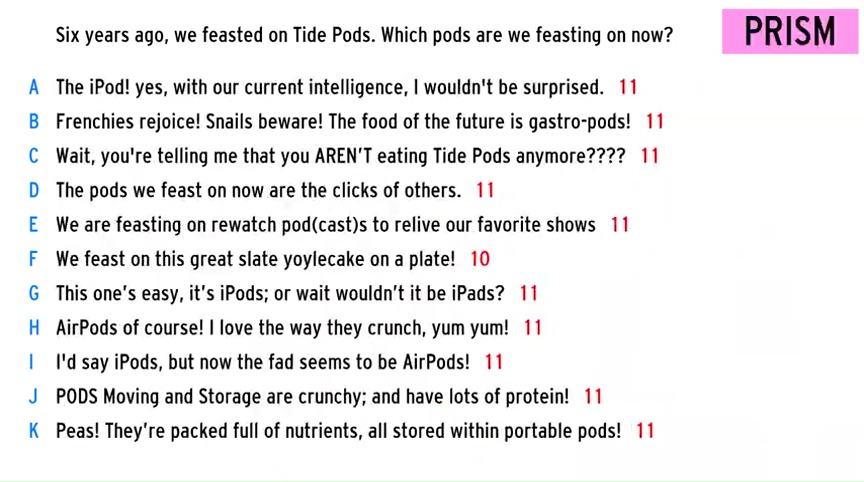 Six years ago, we feasted on Tide Pods. Which pods are we feasting on now?
PRISM
A The iPod! yes, with our current intelligence, I wouldn't be surprised. 11
B Frenchies rejoice! Snails beware! The food of the future is gastro-pods! 11
C Wait, you're telling me that you AREN'T eating Tide Pods anymore???? 11
D The pods we feast on now are the clicks of others. 11
E We are feasting on rewatch pod(cast)s to relive our favorite shows 11
F We feast on this great slate yoylecake on a plate! 10
G This one's easy, it's iPods; or wait wouldn't it be iPads? 11
H AirPods of course! I love the way they crunch, yum yum! 11
I I'd say iPods, but now the fad seems to be AirPods! 11
J PODS Moving and Storage are crunchy; and have lots of protein! 11
K Peas! They're packed full of nutrients, all stored within portable pods! 11